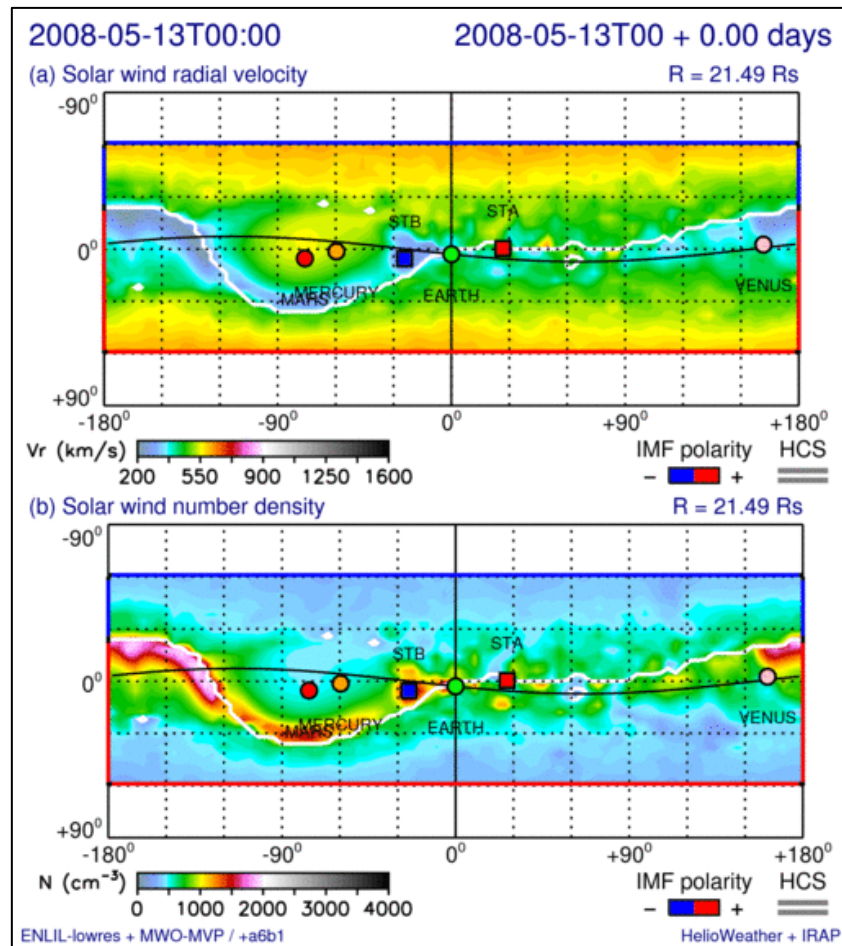 2008-05-13T00:00 2008-05-13T00 + 0.00 days
(a) Solar wind radial velocity R = 21.49 Rs
-90⁰
STB STA
0⁰
MARS MERCURY EARTH VENUS
+90⁰
-180⁰ -90⁰ 0⁰ +90⁰ +180⁰
Vr (km/s) IMF polarity HCS
200 550 900 1250 1600 − +
(b) Solar wind number density R = 21.49 Rs
-90⁰
STB STA
0⁰
MARS MERCURY EARTH VENUS
+90⁰
-180⁰ -90⁰ 0⁰ +90⁰ +180⁰
N (cm⁻³) IMF polarity HCS
0 1000 2000 3000 4000 − +
ENLIL-lowres + MWO-MVP / +a6b1 HelioWeather + IRAP